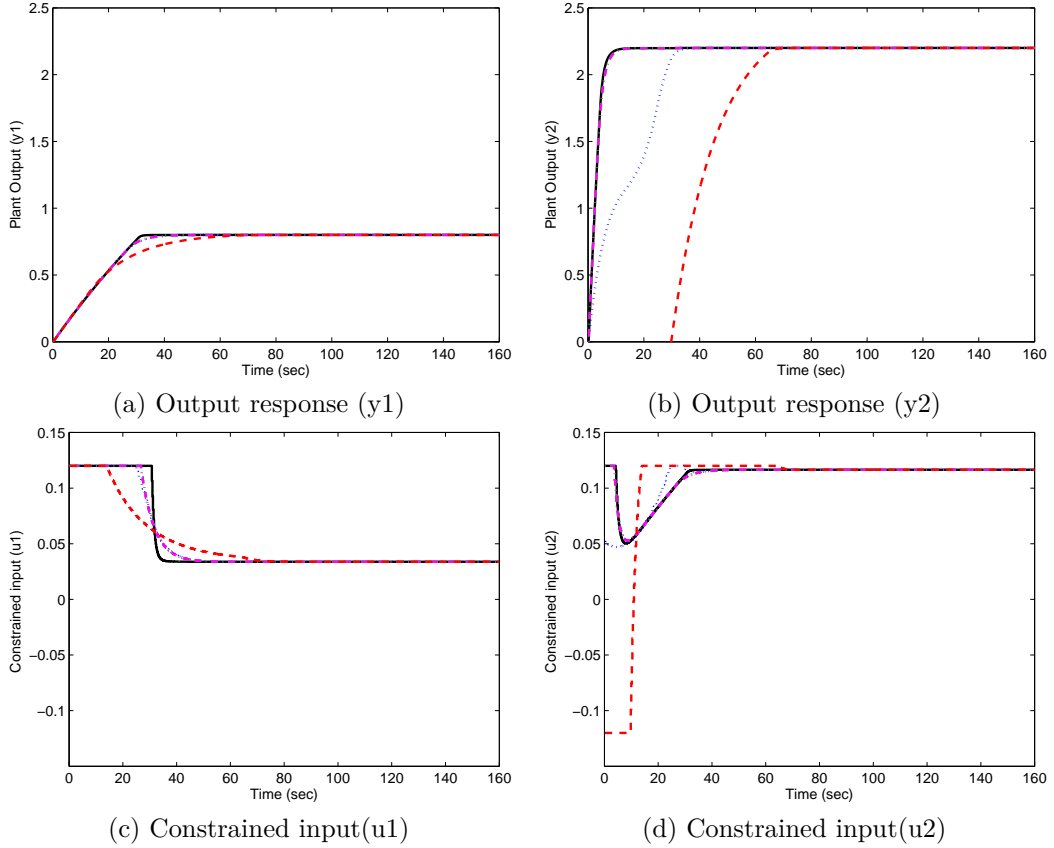 2.5
2
1.5
1
0.5
0
Plant Output (y1)
0 20 40 60 80 100 120 140 160
Time (sec)
(a) Output response (y1)
2.5
2
1.5
1
0.5
0
Plant Output (y2)
0 20 40 60 80 100 120 140 160
Time (sec)
(b) Output response (y2)
0.15
0.1
0.05
0
−0.05
−0.1
Constrained input (u1)
0 20 40 60 80 100 120 140 160
Time (sec)
(c) Constrained input(u1)
0.15
0.1
0.05
0
−0.05
−0.1
Constrained input (u2)
0 20 40 60 80 100 120 140 160
Time (sec)
(d) Constrained input(u2)